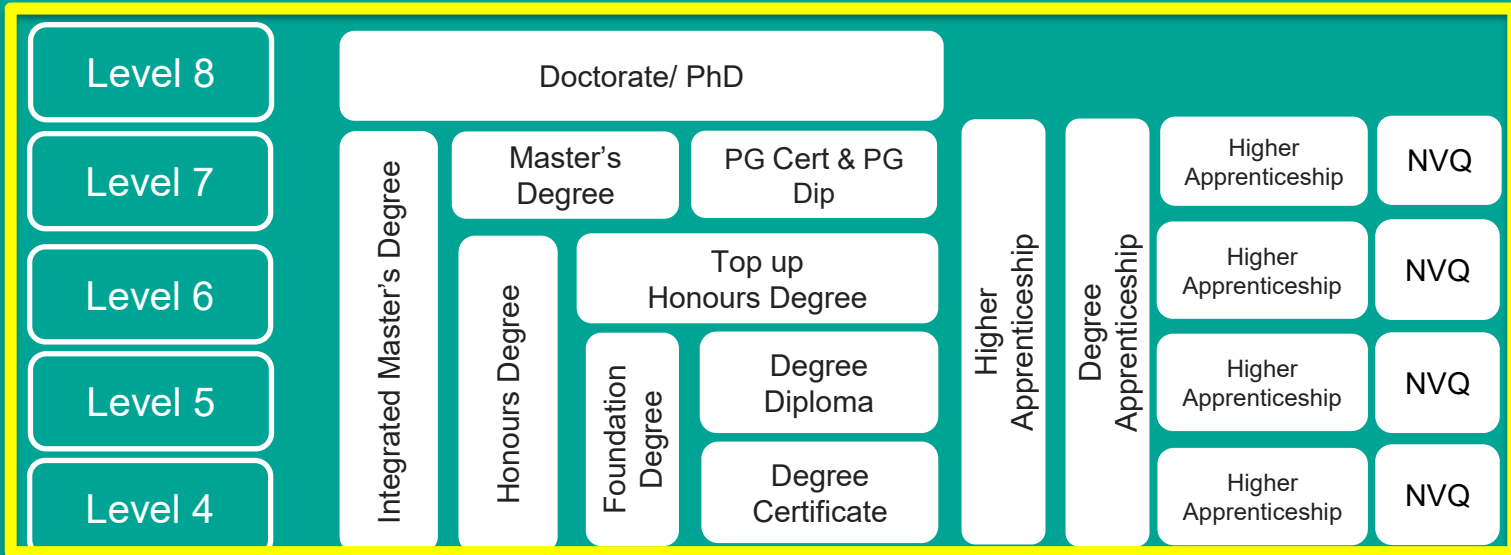 Level 8
Doctorate/ PhD
Level 7
Integrated Master's Degree
Master's
Degree
PG Cert & PG
Dip
Higher
Apprenticeship
Degree
Apprenticeship
Higher
Apprenticeship
NVQ
Level 6
Honours Degree
Top up
Honours Degree
Higher
Apprenticeship
NVQ
Level 5
Foundation
Degree
Degree
Diploma
Higher
Apprenticeship
NVQ
Level 4
Degree
Certificate
Higher
Apprenticeship
NVQ